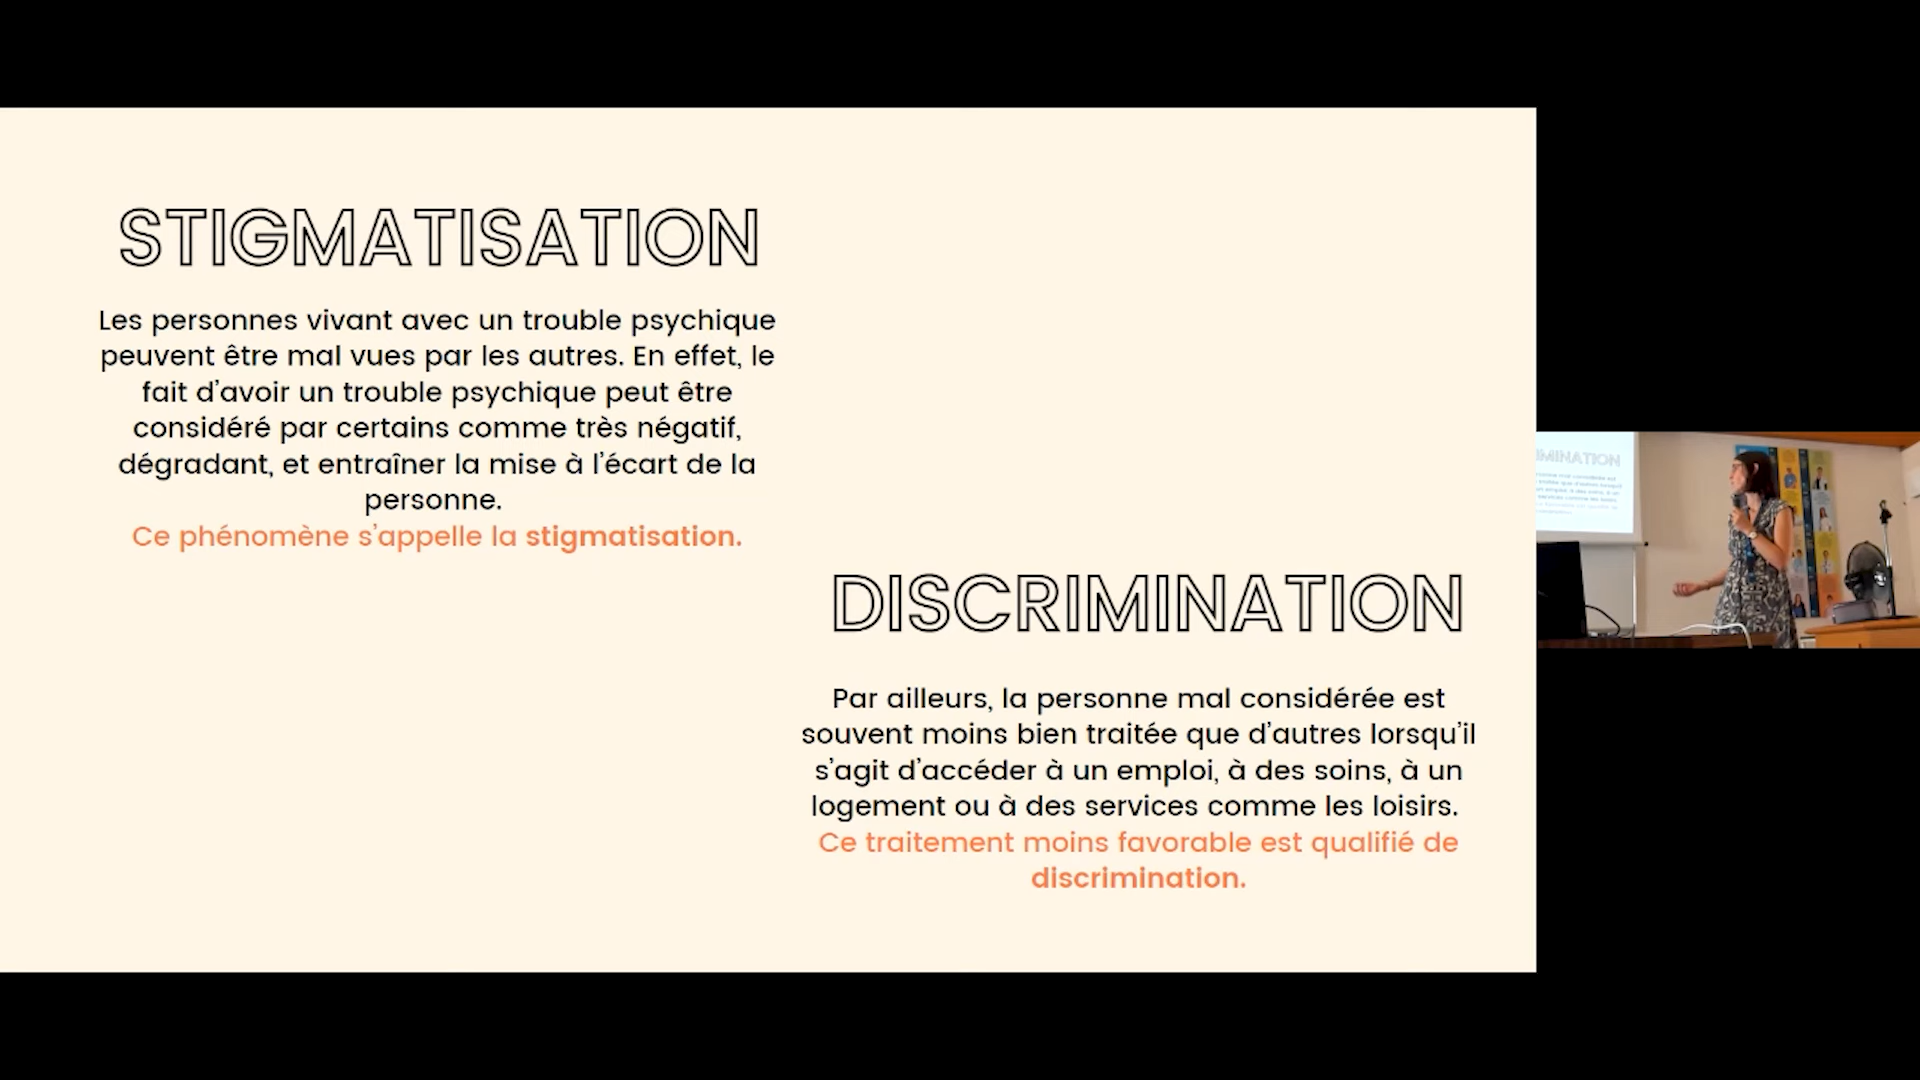 STIGMATISATION
Les personnes vivant avec un trouble psychique
peuvent être mal vues par les autres. En effet, le
fait d’avoir un trouble psychique peut être
considéré par certains comme très négatif,
dégradant, et entraîner la mise à l’écart de la
personne.
Ce phénomène s’appelle la stigmatisation.
DISCRIMINATION
Par ailleurs, la personne mal considérée est
souvent moins bien traitée que d’autres lorsqu’il
s’agit d’accéder à un emploi, à des soins, à un
logement ou à des services comme les loisirs.
Ce traitement moins favorable est qualifié de
discrimination.
IMINATION